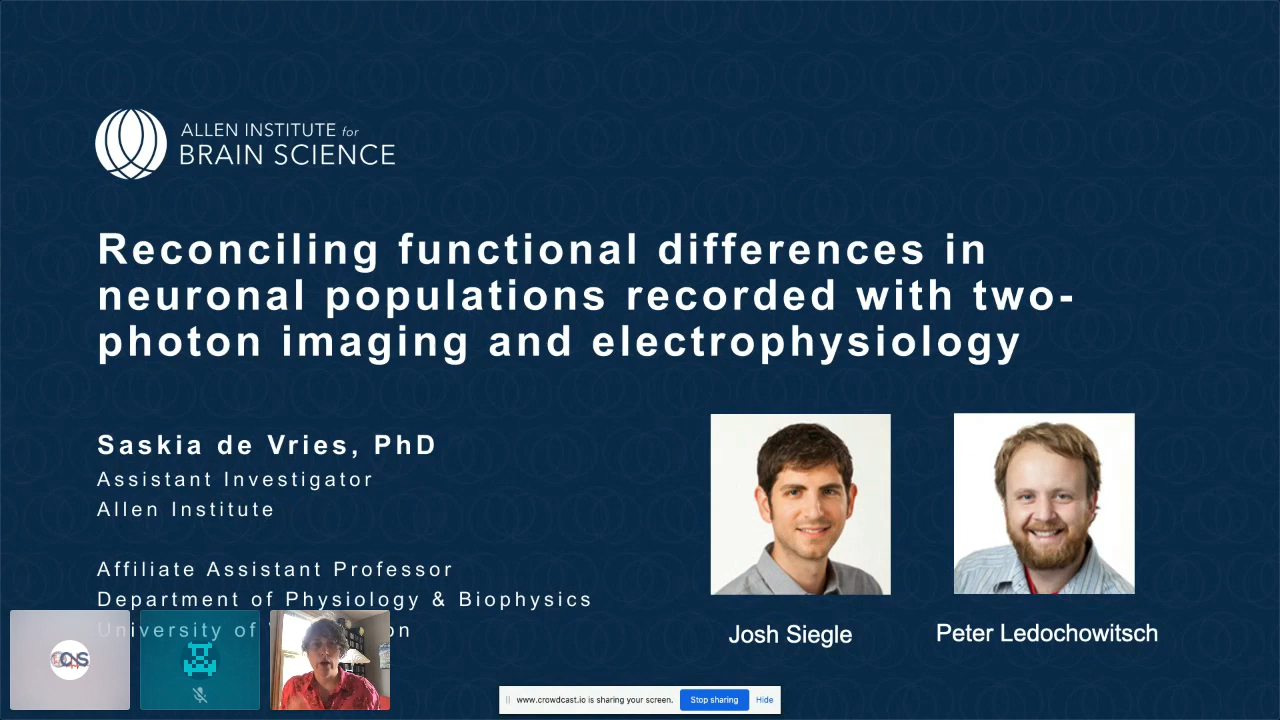 ALLEN INSTITUTE for
BRAIN SCIENCE
Reconciling functional differences in
neuronal populations recorded with two-
photon imaging and electrophysiology
Saskia de Vries, PhD
Assistant Investigator
Allen Institute
Affiliate Assistant Professor
Department of Physiology & Biophysics
University of
Josh Siegle
Peter Ledochowitsch
www.crowdcast.io is sharing your screen.
Stop sharing
Hide